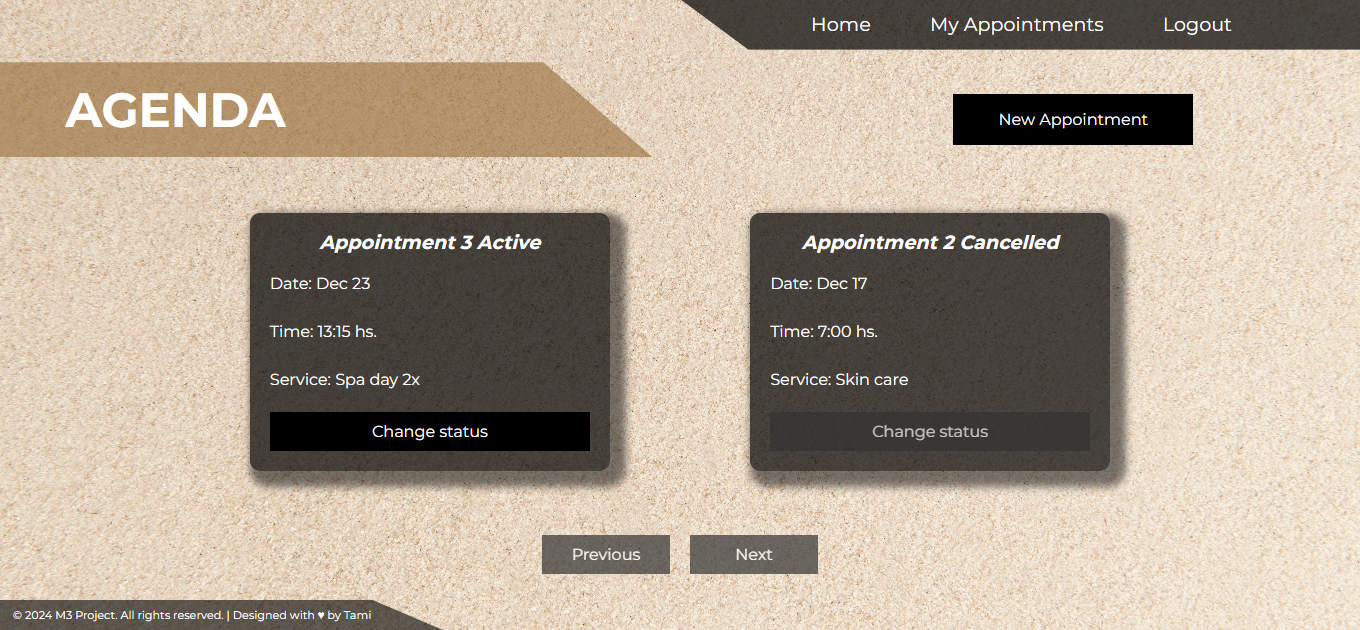 Home My Appointments Logout
AGENDA
New Appointment
Appointment 3 Active
Date: Dec 23
Time: 13:15 hs.
Service: Spa day 2x
Change status
Appointment 2 Cancelled
Date: Dec 17
Time: 7:00 hs.
Service: Skin care
Change status
Previous Next
© 2024 M3 Project. All rights reserved. | Designed with ♥ by Tami